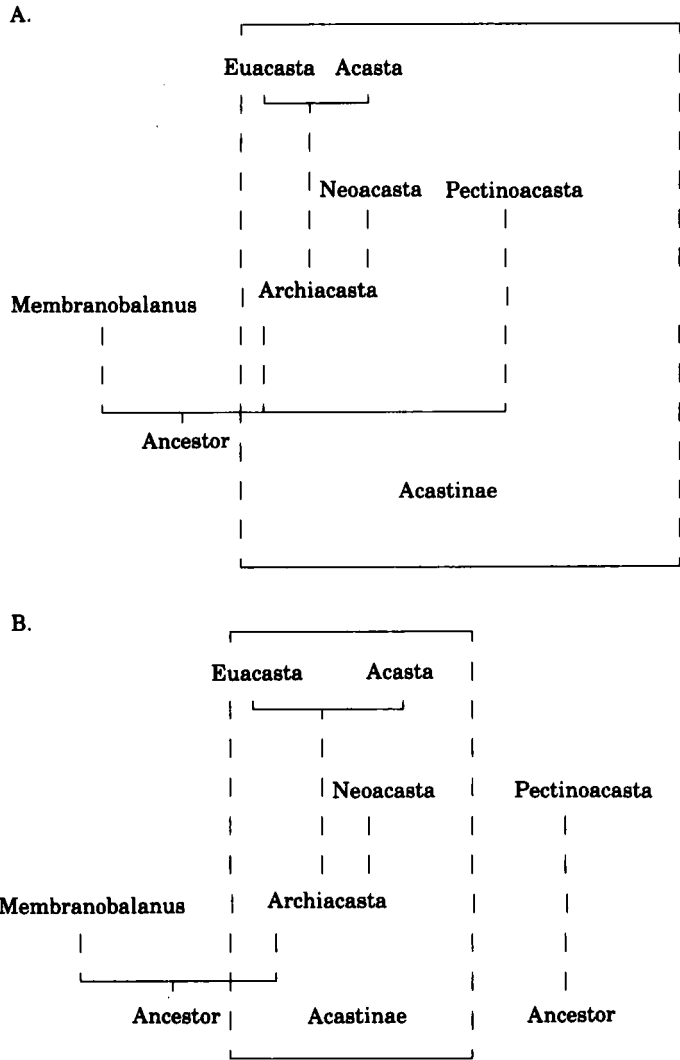 A.
Euacasta Acasta
Neoacasta Pectinoacasta
Archiacasta
Membranobalanus
Ancestor
Acastinae
B.
Euacasta Acasta
Neoacasta Pectinoacasta
Archiacasta
Membranobalanus
Ancestor Acastinae Ancestor